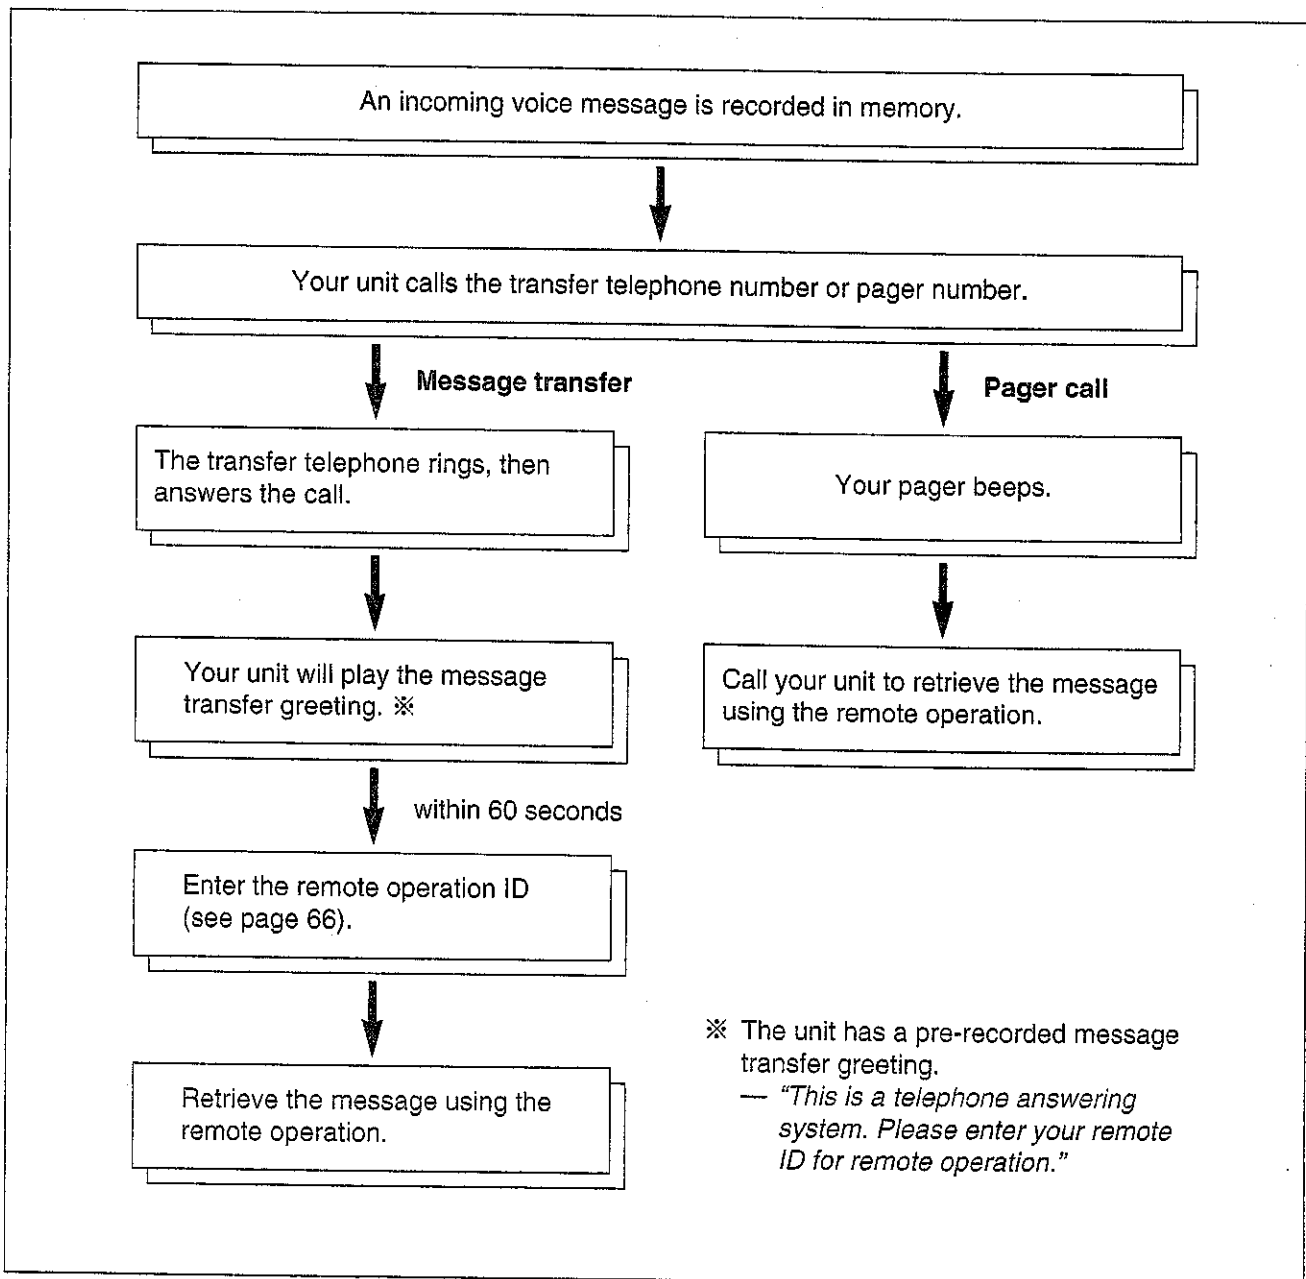 An incoming voice message is recorded in memory.
Your unit calls the transfer telephone number or pager number.
Message transfer
Pager call
The transfer telephone rings, then
answers the call.
Your pager beeps.
Your unit will play the message
transfer greeting. ※
Call your unit to retrieve the message
using the remote operation.
within 60 seconds
Enter the remote operation ID
(see page 66).
Retrieve the message using the
remote operation.
※ The unit has a pre-recorded message
transfer greeting.
— "This is a telephone answering
system. Please enter your remote
ID for remote operation."